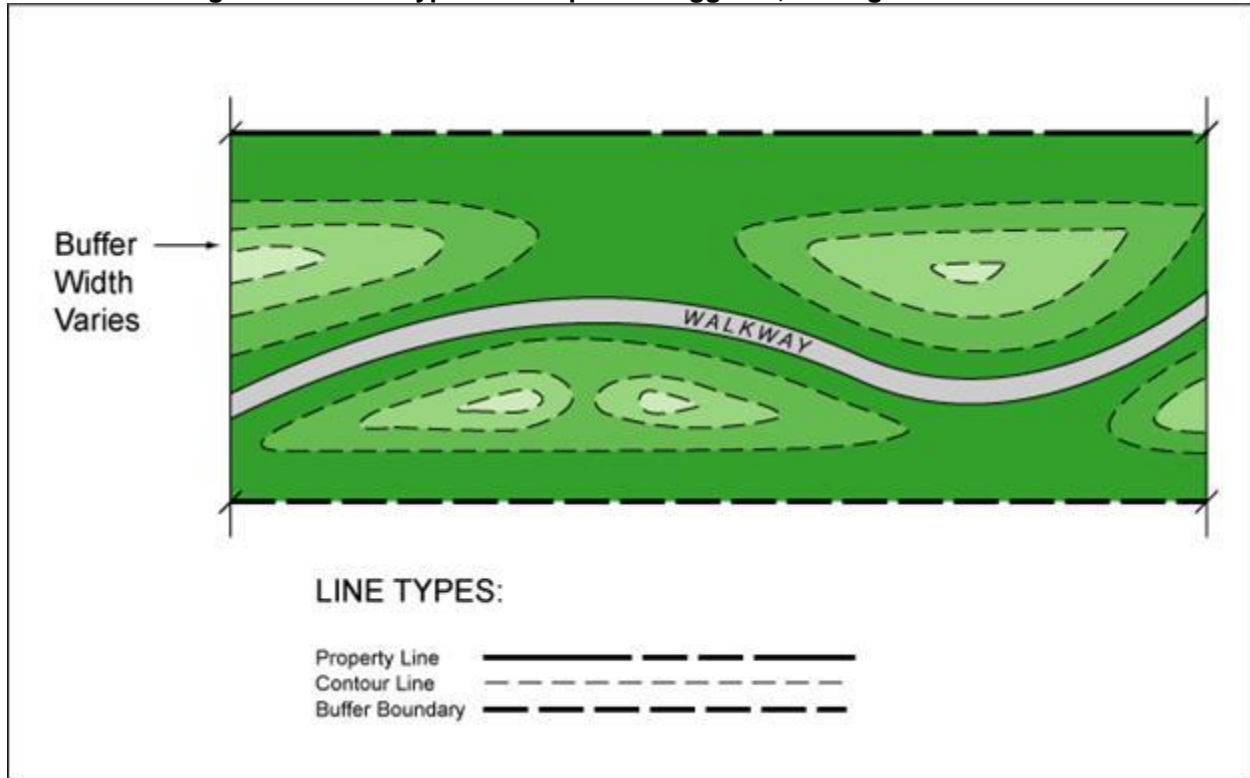 Buffer
Width
Varies
WALKWAY
LINE TYPES:
Property Line
Contour Line
Buffer Boundary